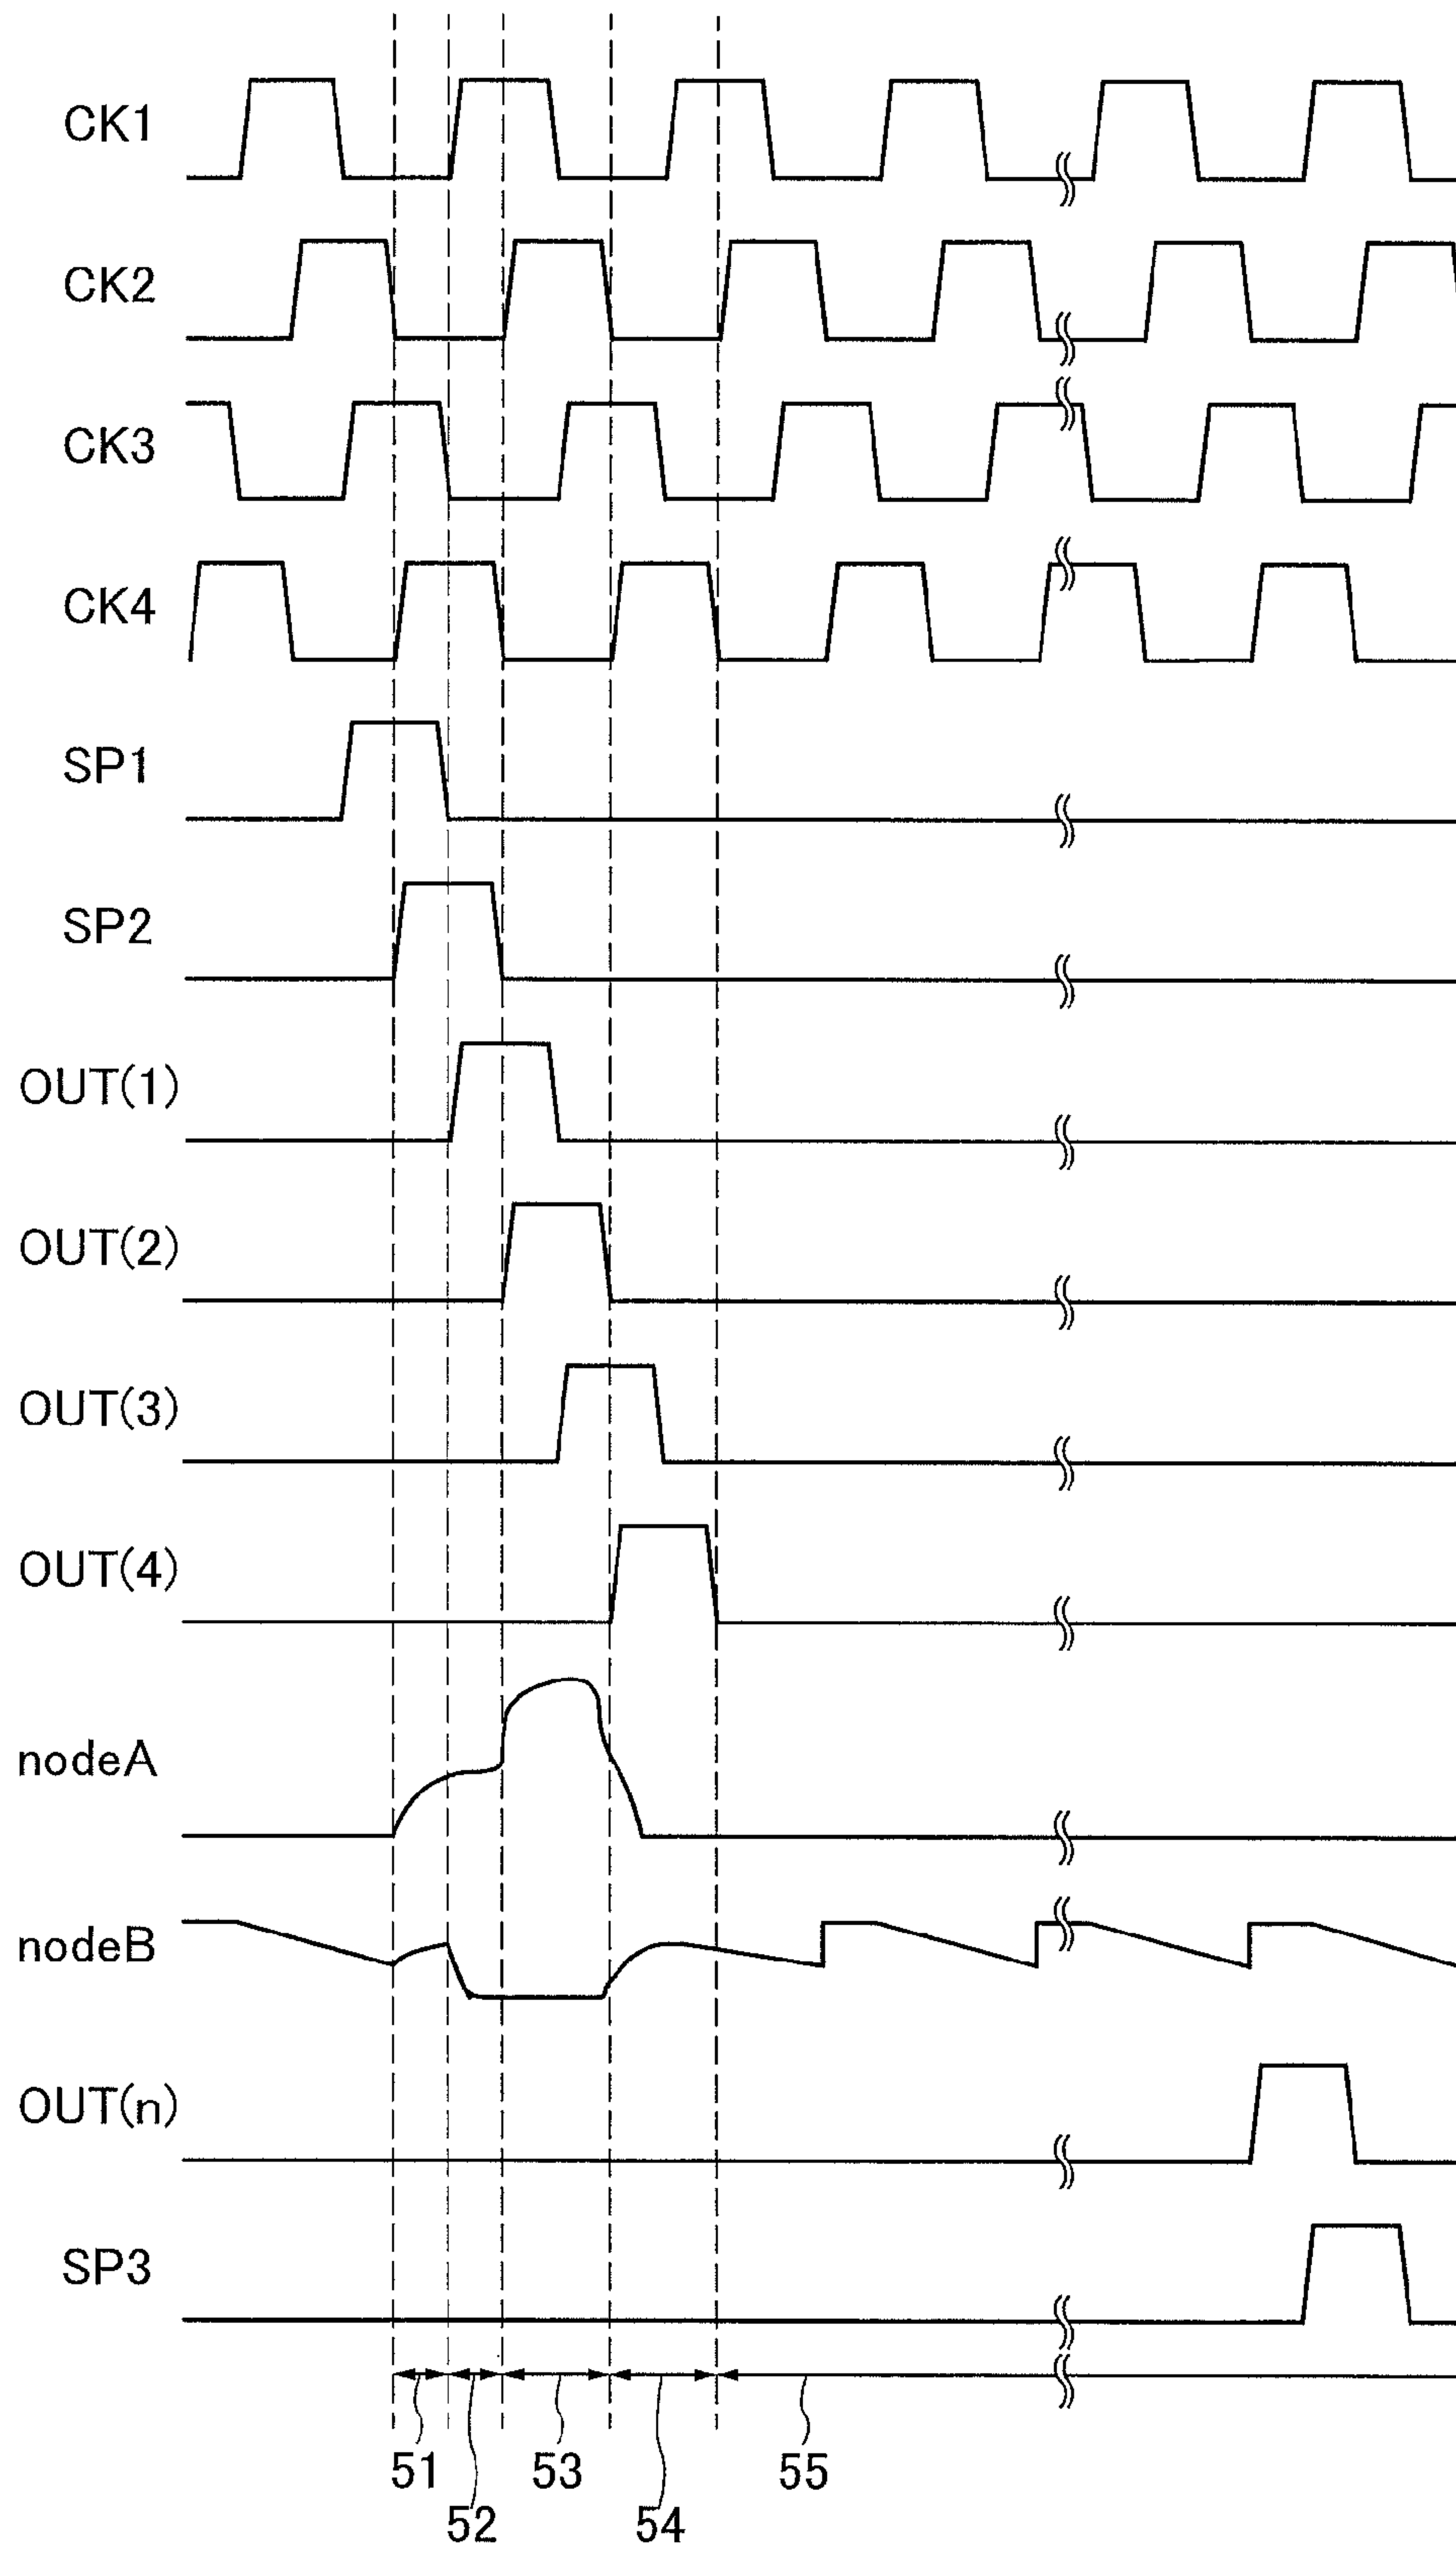 CK1
CK2
CK3
CK4
SP1
SP2
OUT(1)
OUT(2)
OUT(3)
OUT(4)
nodeA
nodeB
OUT(n)
SP3
51
52
53
54
55